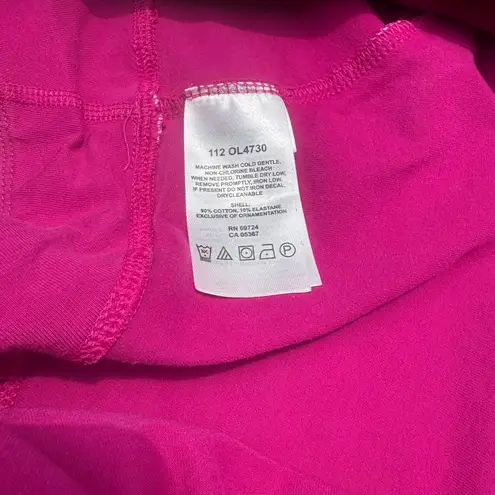 112 OL4730
MACHINE WASH COLD GENTLE,
NON-CHLORINE BLEACH
WHEN NEEDED, TUMBLE DRY LOW,
REMOVE PROMPTLY, IRON LOW.
IF PRESENT DO NOT IRON DECAL,
DRYCLEANABLE
SHELL:
90% COTTON, 10% ELASTANE
EXCLUSIVE OF ORNAMENTATION
RN 69724
CA 05367
P